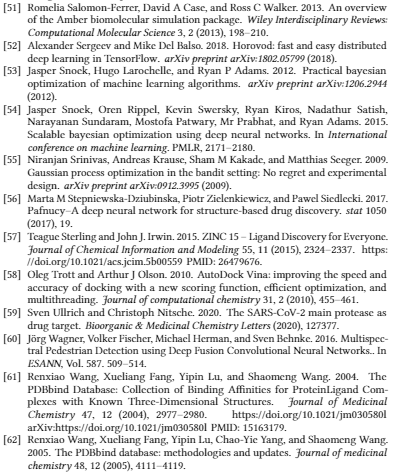 [51] Romelia Salomon-Ferrer, David A Case, and Ross C Walker. 2013. An overview
of the Amber biomolecular simulation package. Wiley Interdisciplinary Reviews:
Computational Molecular Science 3, 2 (2013), 198–210.
[52] Alexander Sergeev and Mike Del Balso. 2018. Horovod: fast and easy distributed
deep learning in TensorFlow. arXiv preprint arXiv:1802.05799 (2018).
[53] Jasper Snoek, Hugo Larochelle, and Ryan P Adams. 2012. Practical bayesian
optimization of machine learning algorithms. arXiv preprint arXiv:1206.2944
(2012).
[54] Jasper Snoek, Oren Rippel, Kevin Swersky, Ryan Kiros, Nadathur Satish,
Narayanan Sundaram, Mostofa Patwary, Mr Prabhat, and Ryan Adams. 2015.
Scalable bayesian optimization using deep neural networks. In International
conference on machine learning. PMLR, 2171–2180.
[55] Niranjan Srinivas, Andreas Krause, Sham M Kakade, and Matthias Seeger. 2009.
Gaussian process optimization in the bandit setting: No regret and experimental
design. arXiv preprint arXiv:0912.3995 (2009).
[56] Marta M Stepniewska-Dziubinska, Piotr Zielenkiewicz, and Pawel Siedlecki. 2017.
Pafnucy–A deep neural network for structure-based drug discovery. stat 1050
(2017), 19.
[57] Teague Sterling and John J. Irwin. 2015. ZINC 15 – Ligand Discovery for Everyone.
Journal of Chemical Information and Modeling 55, 11 (2015), 2324–2337. https:
//doi.org/10.1021/acs.jcim.5b00559 PMID: 26479676.
[58] Oleg Trott and Arthur J Olson. 2010. AutoDock Vina: improving the speed and
accuracy of docking with a new scoring function, efficient optimization, and
multithreading. Journal of computational chemistry 31, 2 (2010), 455–461.
[59] Sven Ullrich and Christoph Nitsche. 2020. The SARS-CoV-2 main protease as
drug target. Bioorganic & Medicinal Chemistry Letters (2020), 127377.
[60] Jörg Wagner, Volker Fischer, Michael Herman, and Sven Behnke. 2016. Multispec-
tral Pedestrian Detection using Deep Fusion Convolutional Neural Networks.. In
ESANN, Vol. 587. 509–514.
[61] Renxiao Wang, Xueliang Fang, Yipin Lu, and Shaomeng Wang. 2004. The
PDBbind Database: Collection of Binding Affinities for ProteinLigand Com-
plexes with Known Three-Dimensional Structures. Journal of Medicinal
Chemistry 47, 12 (2004), 2977–2980. https://doi.org/10.1021/jm030580l
arXiv:https://doi.org/10.1021/jm030580l PMID: 15163179.
[62] Renxiao Wang, Xueliang Fang, Yipin Lu, Chao-Yie Yang, and Shaomeng Wang.
2005. The PDBbind database: methodologies and updates. Journal of medicinal
chemistry 48, 12 (2005), 4111–4119.